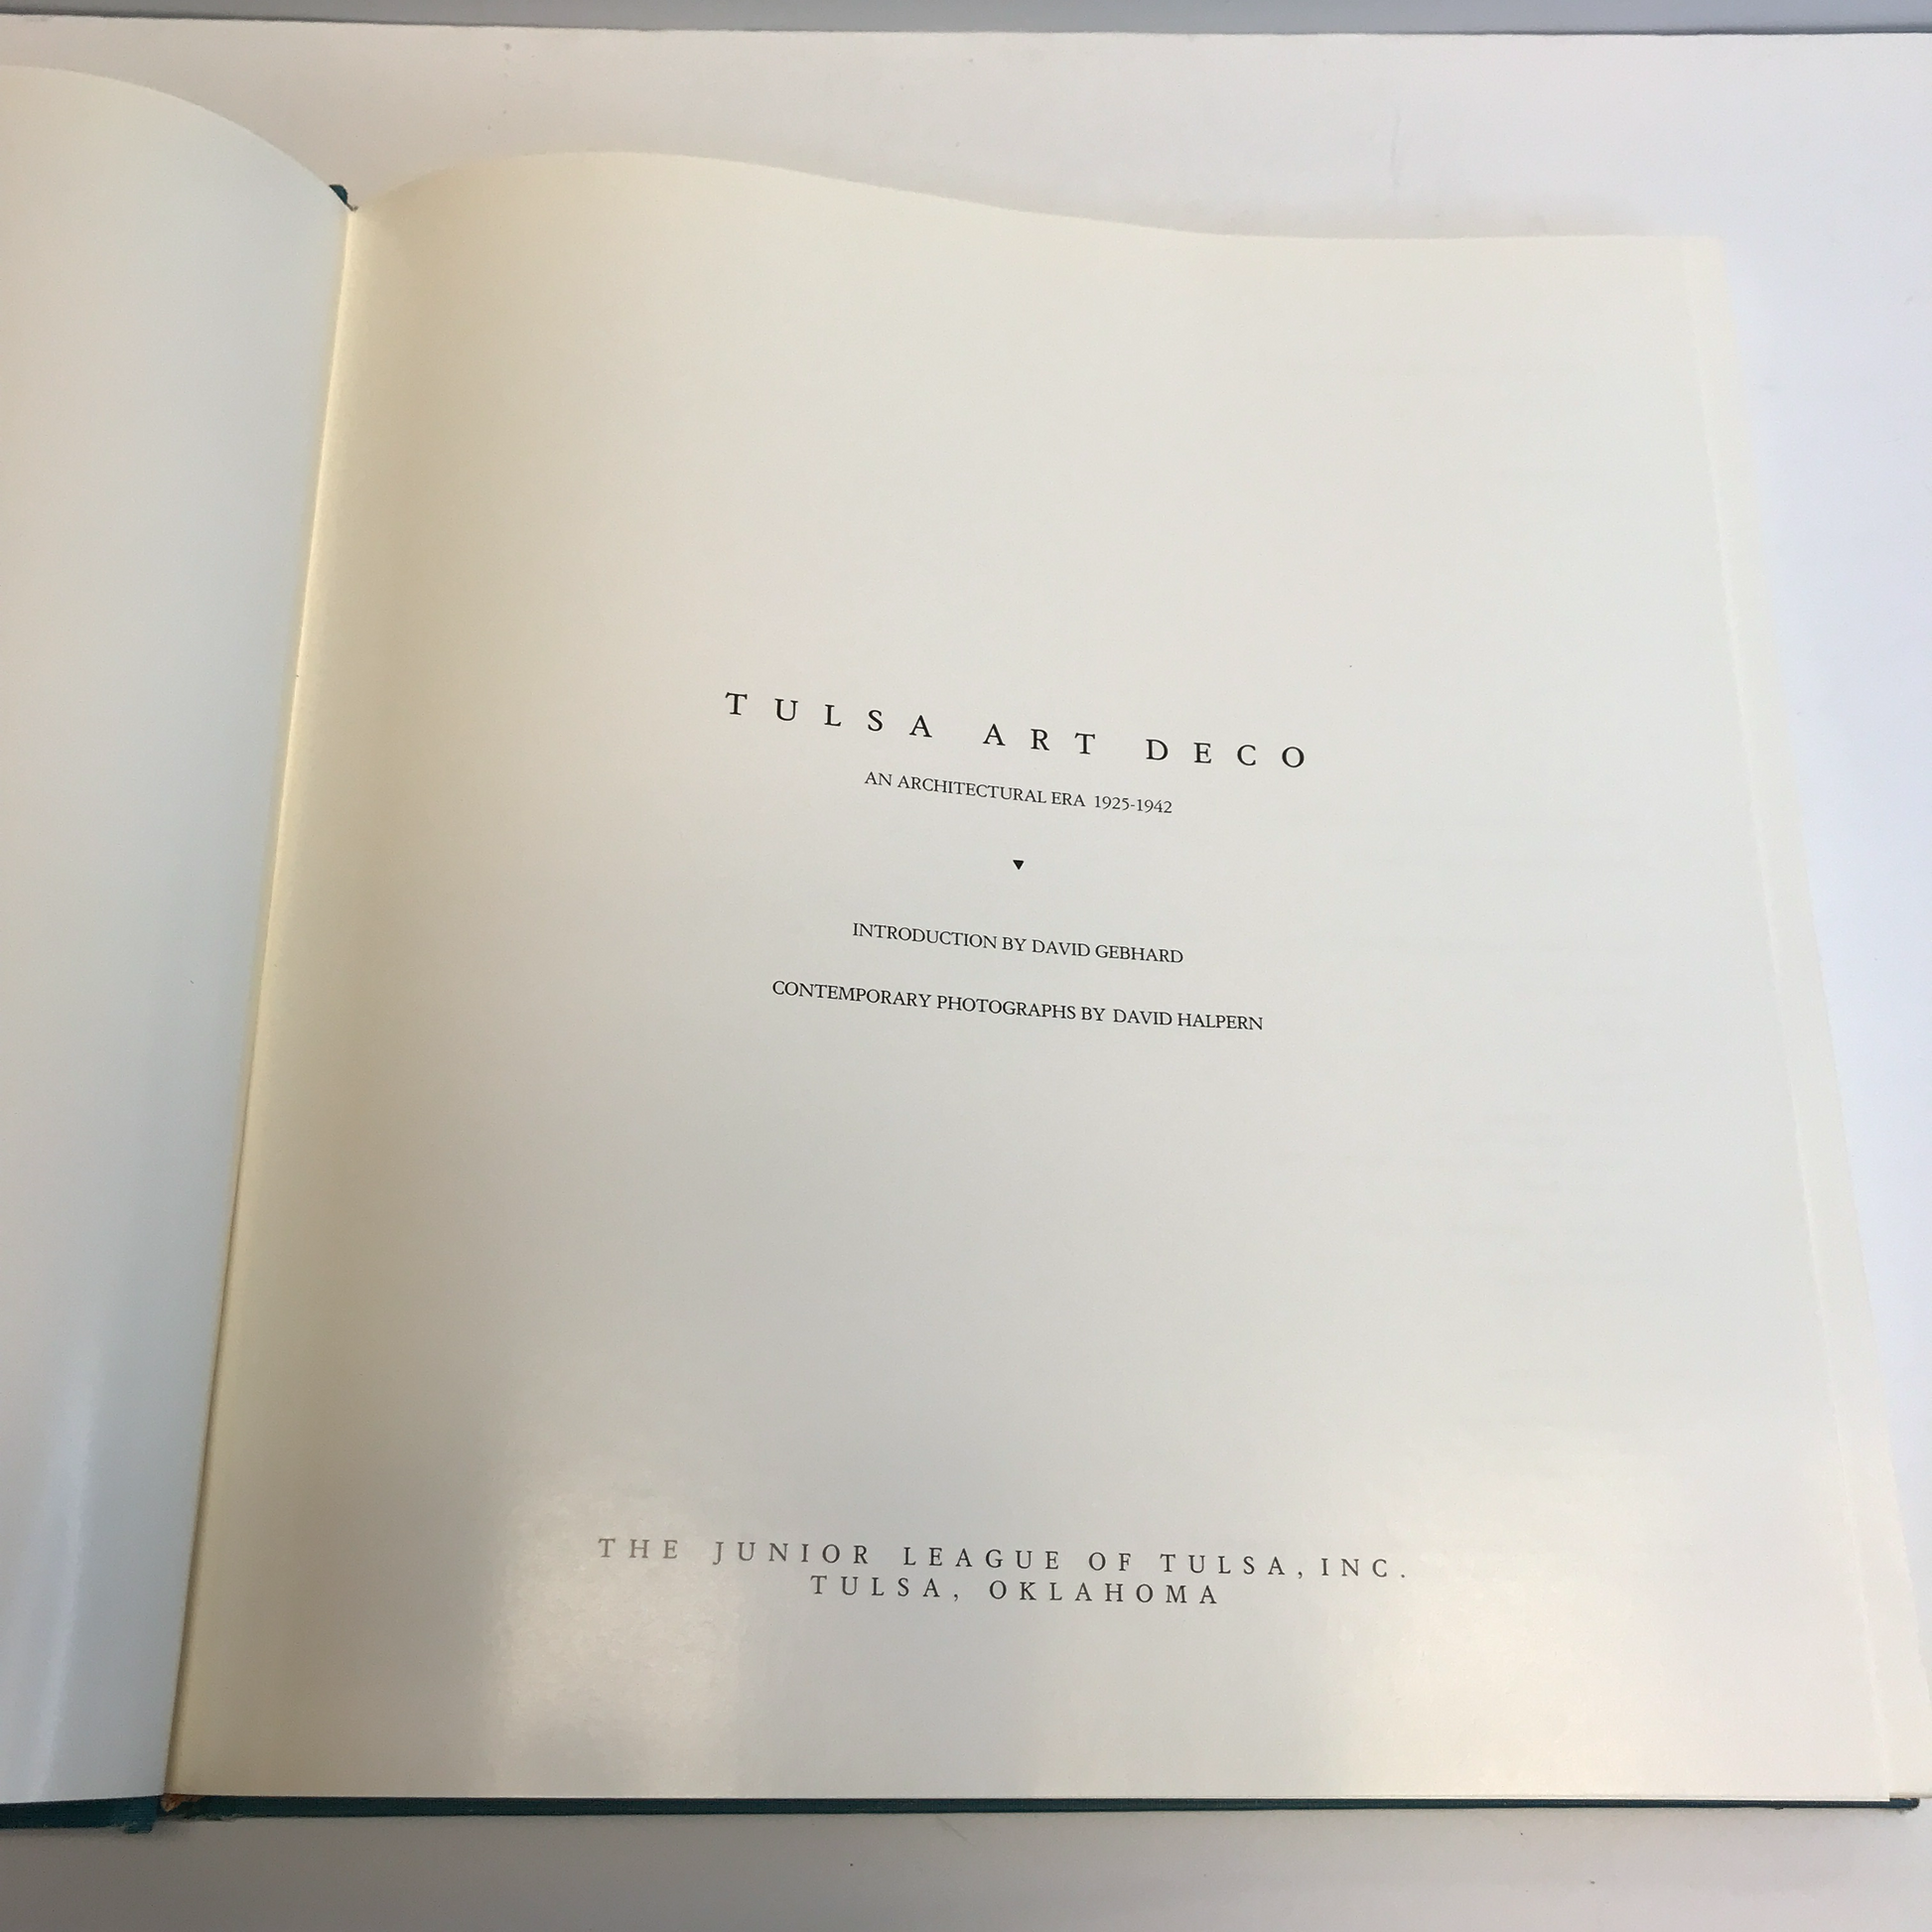 TULSA ART DECO
AN ARCHITECTURAL ERA 1925-1942
INTRODUCTION BY DAVID GEBHARD
CONTEMPORARY PHOTOGRAPHS BY DAVID HALPERN
THE JUNIOR LEAGUE OF TULSA, INC.
TULSA, OKLAHOMA